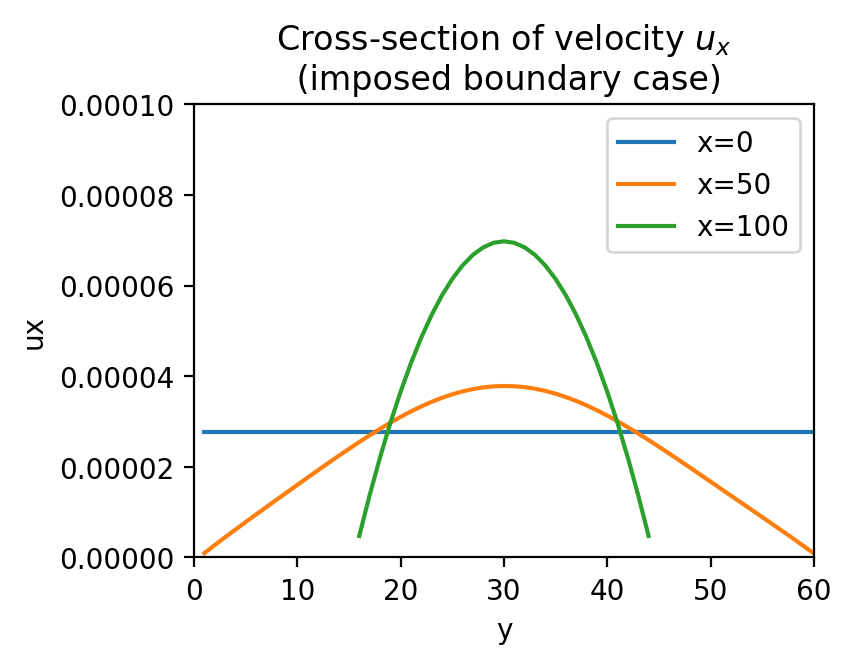 Cross-section of velocity uₓ
(imposed boundary case)
0.00010
0.00008
0.00006
0.00004
0.00002
0.00000
ux
x=0
x=50
x=100
0 10 20 30 40 50 60
y